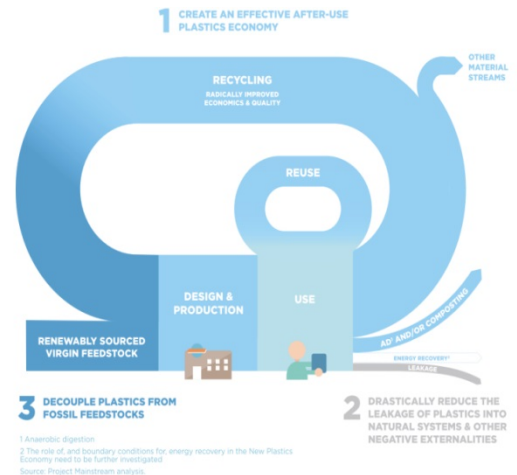 1 CREATE AN EFFECTIVE AFTER-USE
PLASTICS ECONOMY
OTHER
MATERIAL
STREAMS
RECYCLING
RADICALLY IMPROVED
ECONOMICS & QUALITY
REUSE
DESIGN &
PRODUCTION
USE
RENEWABLY SOURCED
VIRGIN FEEDSTOCK
AD¹ AND/OR COMPOSTING
ENERGY RECOVERY²
LEAKAGE
3 DECOUPLE PLASTICS FROM
FOSSIL FEEDSTOCKS
2 DRASTICALLY REDUCE THE
LEAKAGE OF PLASTICS INTO
NATURAL SYSTEMS & OTHER
NEGATIVE EXTERNALITIES
1 Anaerobic digestion
2 The role of, and boundary conditions for, energy recovery in the New Plastics
Economy need to be further investigated
Source: Project Mainstream analysis.